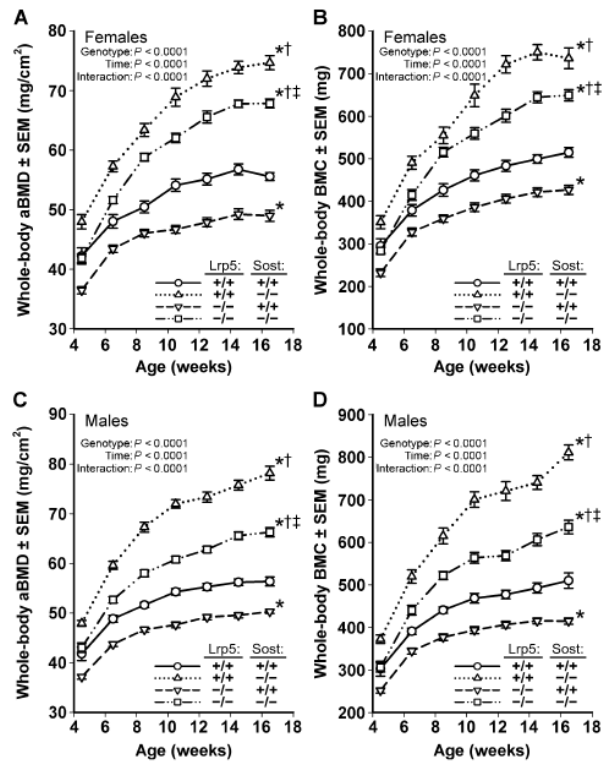 A
Females
Genotype: P < 0.0001
Time: P < 0.0001
Interaction: P < 0.0001
*†
*†‡
*
Whole-body aBMD ± SEM (mg/cm²)
80
70
60
50
40
30
Lrp5: Sost:
+/+ +/+
+/+ −/−
−/− +/+
−/− −/−
4 6 8 10 12 14 16 18
Age (weeks)
B
Females
Genotype: P < 0.0001
Time: P < 0.0001
Interaction: P < 0.0001
*†
*†‡
*
Whole-body BMC ± SEM (mg)
800
700
600
500
400
300
200
100
Lrp5: Sost:
+/+ +/+
+/+ −/−
−/− +/+
−/− −/−
4 6 8 10 12 14 16 18
Age (weeks)
C
Males
Genotype: P < 0.0001
Time: P < 0.0001
Interaction: P < 0.0001
*†
*†‡
*
Whole-body aBMD ± SEM (mg/cm²)
90
80
70
60
50
40
30
Lrp5: Sost:
+/+ +/+
+/+ −/−
−/− +/+
−/− −/−
4 6 8 10 12 14 16 18
Age (weeks)
D
Males
Genotype: P < 0.0001
Time: P < 0.0001
Interaction: P < 0.0001
*†
*†‡
*
Whole-body BMC ± SEM (mg)
900
800
700
600
500
400
300
200
Lrp5: Sost:
+/+ +/+
+/+ −/−
−/− +/+
−/− −/−
4 6 8 10 12 14 16 18
Age (weeks)